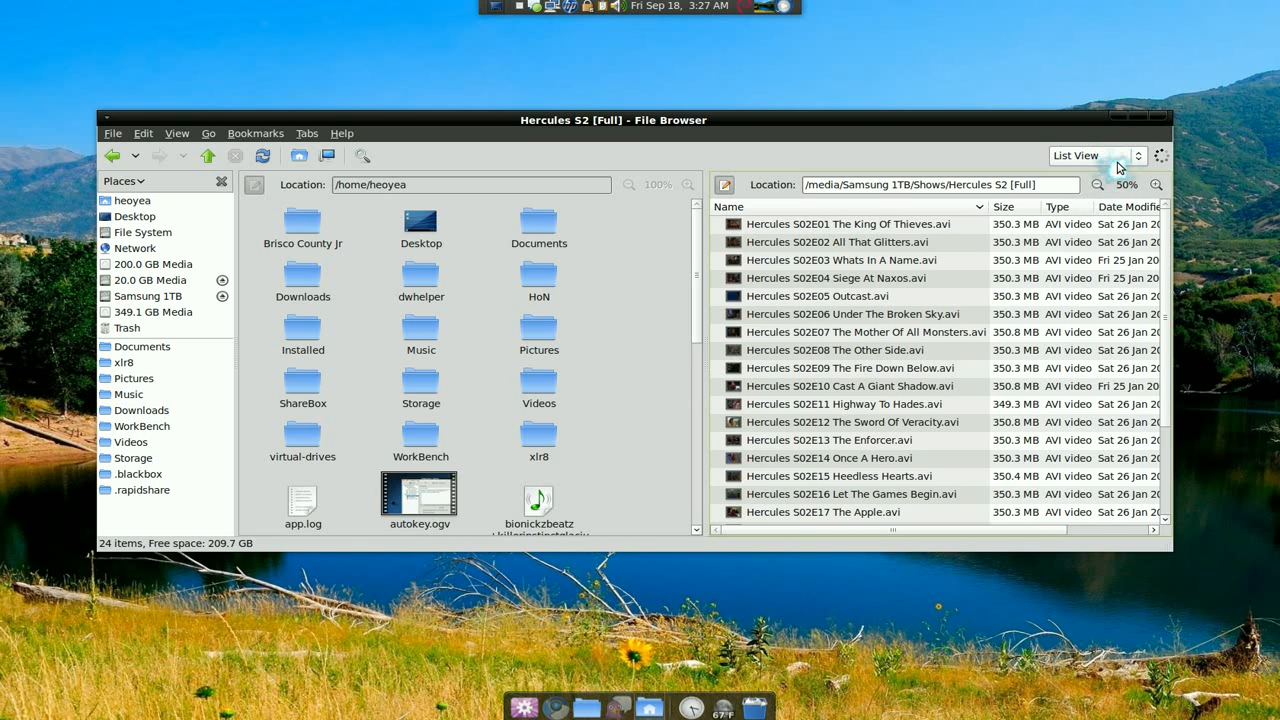 Fri Sep 18, 3:27 AM
Hercules S2 [Full] - File Browser
File Edit View Go Bookmarks Tabs Help
List View
Places
Location: /home/heoyea 100%
Location: /media/Samsung 1TB/Shows/Hercules S2 [Full] 50%
heoyea
Desktop
File System
Network
200.0 GB Media
20.0 GB Media
Samsung 1TB
349.1 GB Media
Trash
Documents
xlr8
Pictures
Music
Downloads
WorkBench
Videos
Storage
.blackbox
.rapidshare
Brisco County Jr Desktop Documents
Downloads dwhelper HoN
Installed Music Pictures
ShareBox Storage Videos
virtual-drives WorkBench xlr8
app.log autokey.ogv bionickzbeatz
Name Size Type Date Modifie
Hercules S02E01 The King Of Thieves.avi 350.3 MB AVI video Sat 26 Jan 20
Hercules S02E02 All That Glitters.avi 350.3 MB AVI video Sat 26 Jan 20
Hercules S02E03 Whats In A Name.avi 350.3 MB AVI video Fri 25 Jan 20
Hercules S02E04 Siege At Naxos.avi 350.3 MB AVI video Fri 25 Jan 20
Hercules S02E05 Outcast.avi 350.3 MB AVI video Sat 26 Jan 20
Hercules S02E06 Under The Broken Sky.avi 350.3 MB AVI video Sat 26 Jan 20
Hercules S02E07 The Mother Of All Monsters.avi 350.8 MB AVI video Sat 26 Jan 20
Hercules S02E08 The Other Side.avi 350.3 MB AVI video Sat 26 Jan 20
Hercules S02E09 The Fire Down Below.avi 350.3 MB AVI video Sat 26 Jan 20
Hercules S02E10 Cast A Giant Shadow.avi 350.8 MB AVI video Fri 25 Jan 20
Hercules S02E11 Highway To Hades.avi 349.3 MB AVI video Sat 26 Jan 20
Hercules S02E12 The Sword Of Veracity.avi 350.8 MB AVI video Sat 26 Jan 20
Hercules S02E13 The Enforcer.avi 350.3 MB AVI video Sat 26 Jan 20
Hercules S02E14 Once A Hero.avi 350.3 MB AVI video Sat 26 Jan 20
Hercules S02E15 Heedless Hearts.avi 350.4 MB AVI video Sat 26 Jan 20
Hercules S02E16 Let The Games Begin.avi 350.3 MB AVI video Sat 26 Jan 20
Hercules S02E17 The Apple.avi 350.3 MB AVI video Sat 26 Jan 20
24 items, Free space: 209.7 GB
67°F